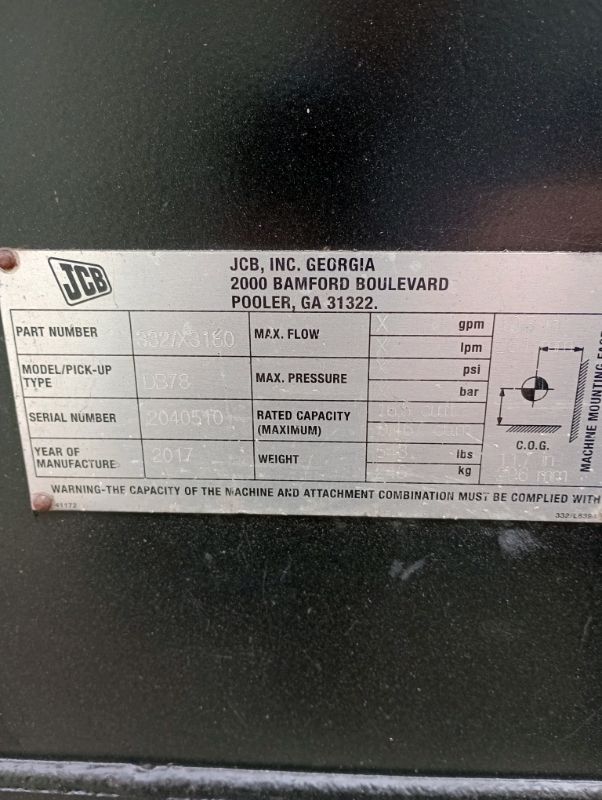 JCB
JCB, INC. GEORGIA
2000 BAMFORD BOULEVARD
POOLER, GA 31322.
PART NUMBER 332/X3180
MAX. FLOW X gpm
X lpm
MODEL/PICK-UP TYPE DB78
MAX. PRESSURE psi
bar
SERIAL NUMBER 2040510
RATED CAPACITY (MAXIMUM)
YEAR OF MANUFACTURE 2017
WEIGHT lbs
kg
C.O.G.
MACHINE MOUNTING
WARNING-THE CAPACITY OF THE MACHINE AND ATTACHMENT COMBINATION MUST BE COMPLIED WITH